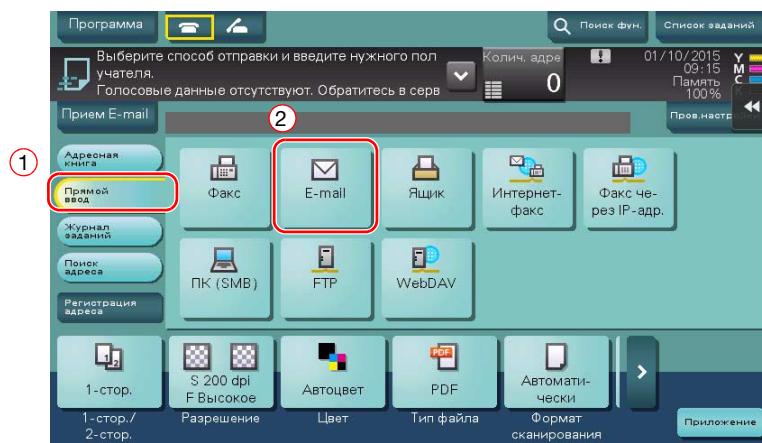 Программа
Поиск фун.
Список заданий
Выберите способ отправки и введите нужного пол
учателя.
Голосовые данные отсутствуют. Обратитесь в серв
Колич. адре
0
01/10/2015
09:15
Память
100%
Y
M
C
K
Прием E-mail
Пров.настр
2
1
Адресная
книга
Прямой
ввод
Журнал
заданий
Поиск
адреса
Регистрация
адреса
Факс
E-mail
Ящик
Интернет-
факс
Факс че-
рез IP-адр.
ПК (SMB)
FTP
WebDAV
1-стор.
S 200 dpi
F Высокое
Автоцвет
PDF
PDF
Автомати-
чески
1-стор./
2-стор.
Разрешение
Цвет
Тип файла
Формат
сканирования
Приложение